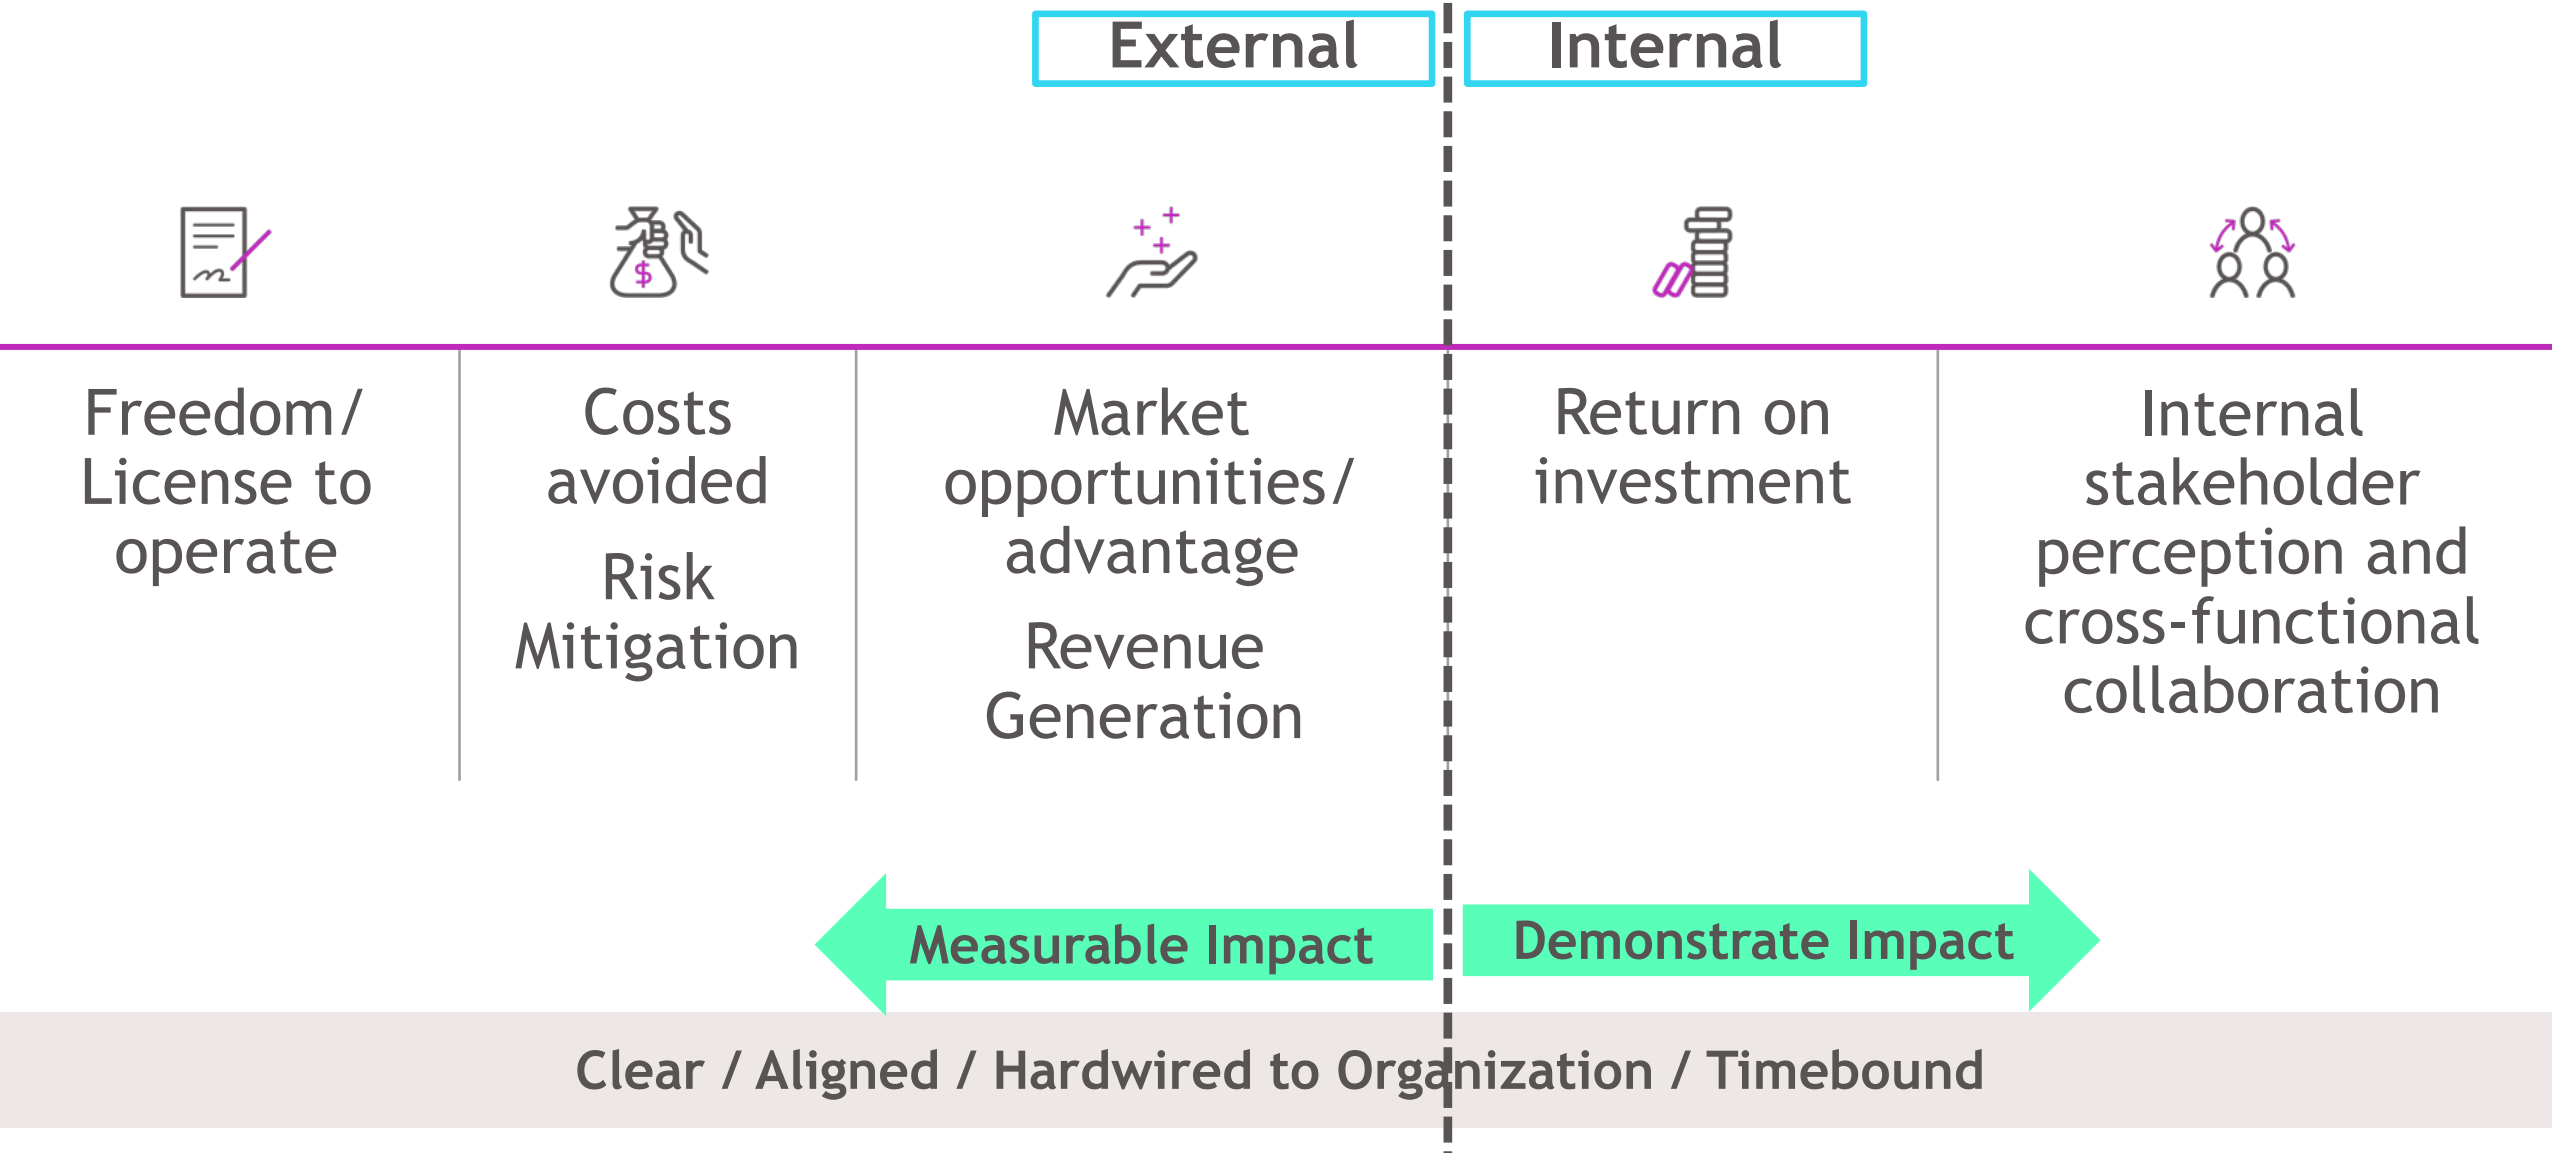 External
Internal
$
Freedom/
License to
operate
Costs
avoided
Risk
Mitigation
Market
opportunities/
advantage
Revenue
Generation
Return on
investment
Internal
stakeholder
perception and
cross-functional
collaboration
Measurable Impact
Demonstrate Impact
Clear / Aligned / Hardwired to Organization / Timebound